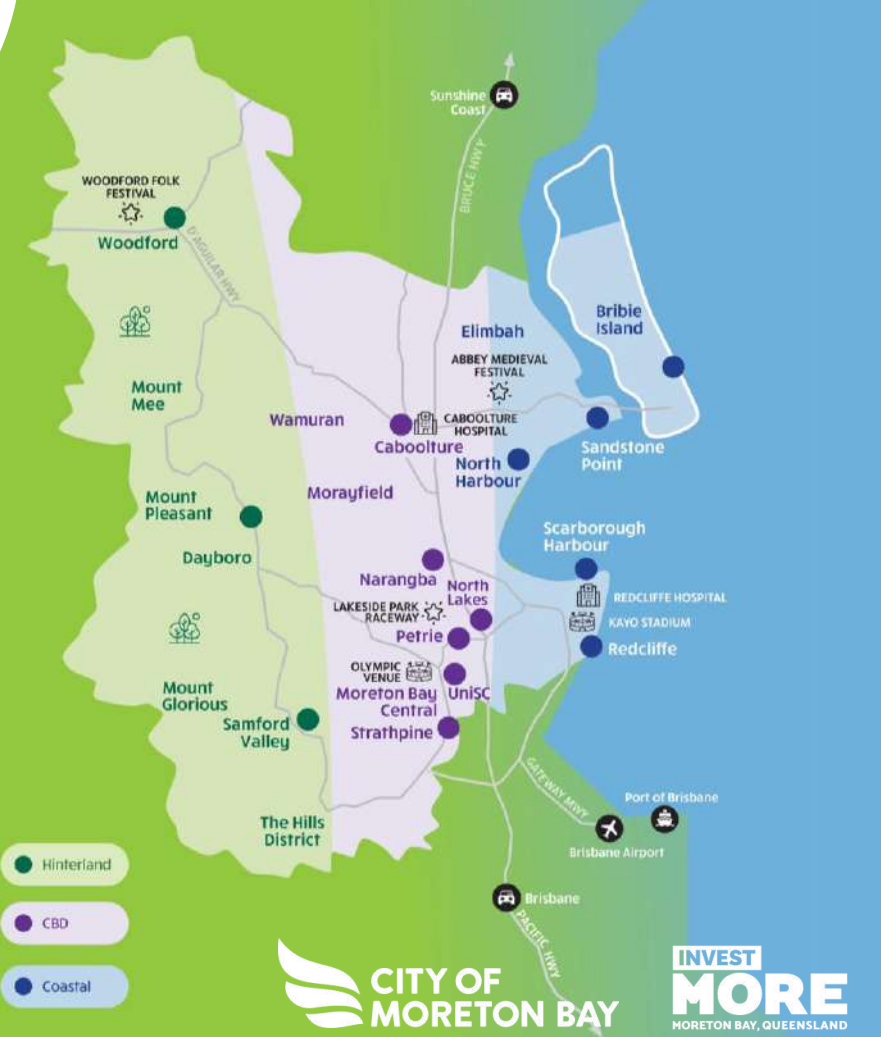 Sunshine
Coast
BRUCE HWY
WOODFORD FOLK
FESTIVAL
Woodford
D'AGUILAR HWY
Bribie
Island
Elimbah
ABBEY MEDIEVAL
FESTIVAL
Mount
Mee
Wamuran
CABOOLTURE
HOSPITAL
Caboolture
Sandstone
Point
North
Harbour
Morayfield
Mount
Pleasant
Scarborough
Harbour
Dayboro
Narangba
North
Lakes
REDCLIFFE HOSPITAL
LAKESIDE PARK
RACEWAY
KAYO STADIUM
Petrie
Redcliffe
OLYMPIC
VENUE
Mount
Glorious
Moreton Bay
Central
UniSC
Samford
Valley
Strathpine
GATEWAY MWY
Port of Brisbane
The Hills
District
Brisbane Airport
Hinterland
Brisbane
CBD
PACIFIC HWY
Coastal
CITY OF
MORETON BAY
INVEST
MORE
MORETON BAY, QUEENSLAND